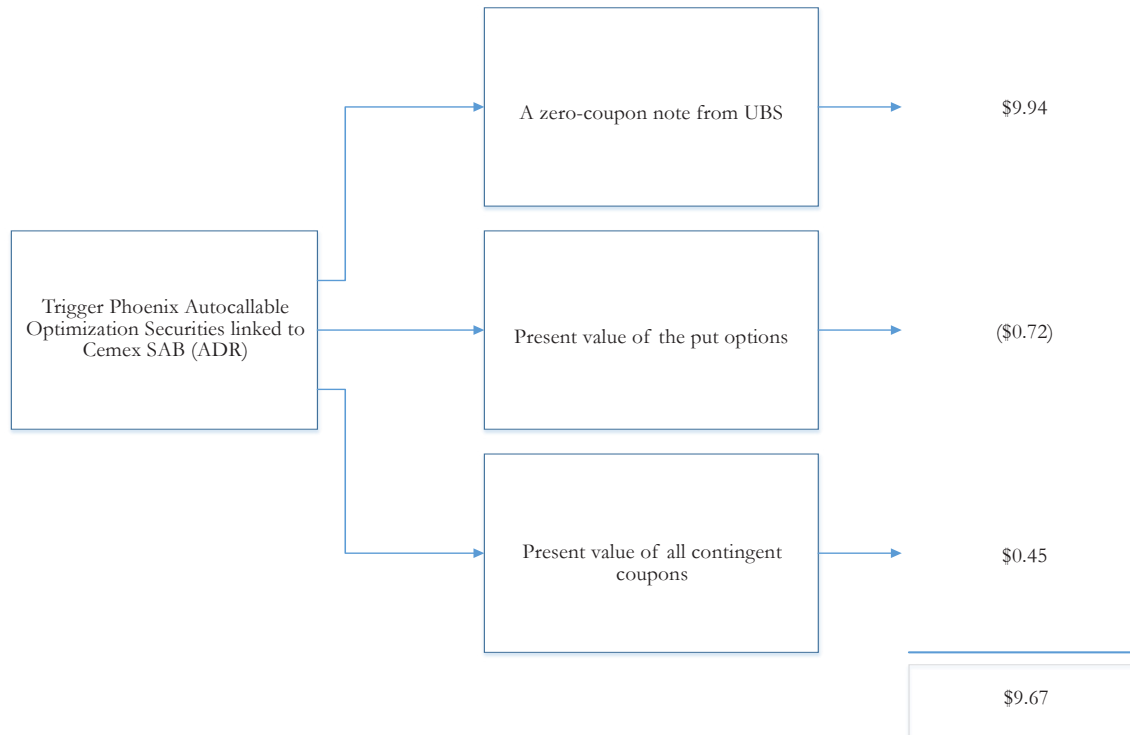 A zero-coupon note from UBS
$9.94
Trigger Phoenix Autocallable
Optimization Securities linked to
Cemex SAB (ADR)
Present value of the put options
($0.72)
Present value of all contingent
coupons
$0.45
$9.67